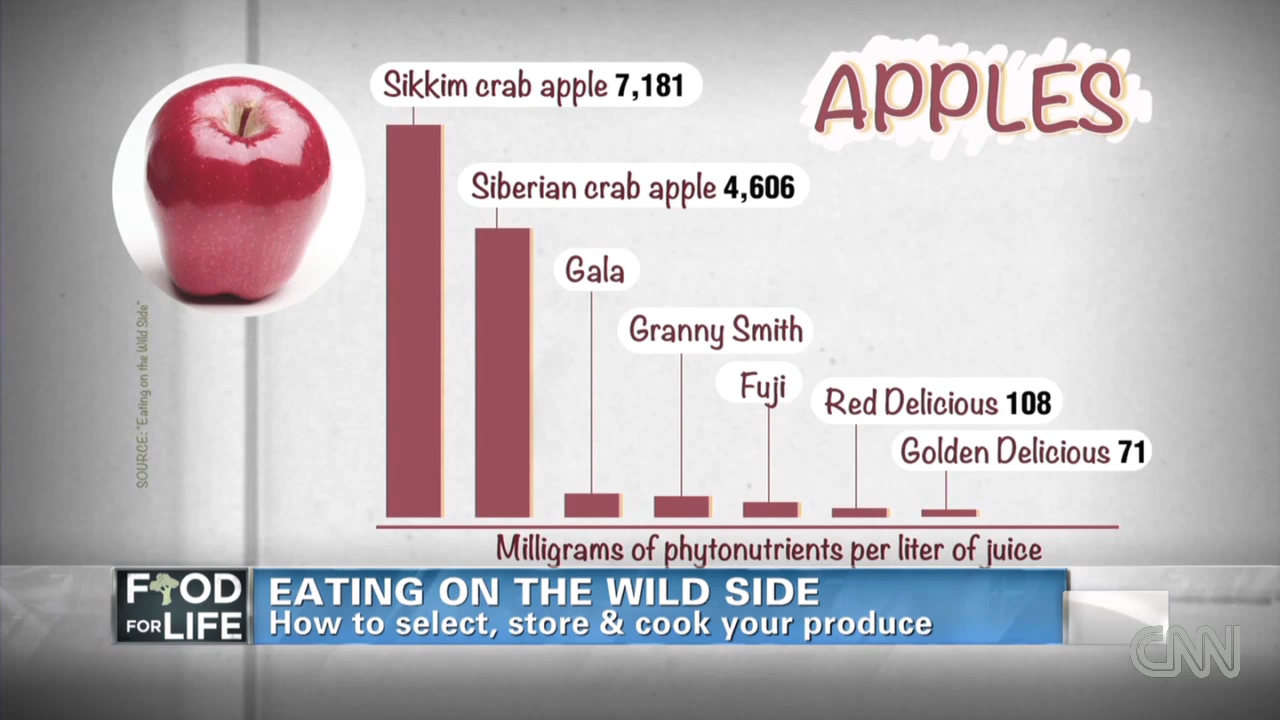 APPLES
Sikkim crab apple 7,181
Siberian crab apple 4,606
Gala
Granny Smith
Fuji
Red Delicious 108
Golden Delicious 71
SOURCE: "Eating on the Wild Side"
Milligrams of phytonutrients per liter of juice
FOOD
FOR LIFE
EATING ON THE WILD SIDE
How to select, store & cook your produce
CNN